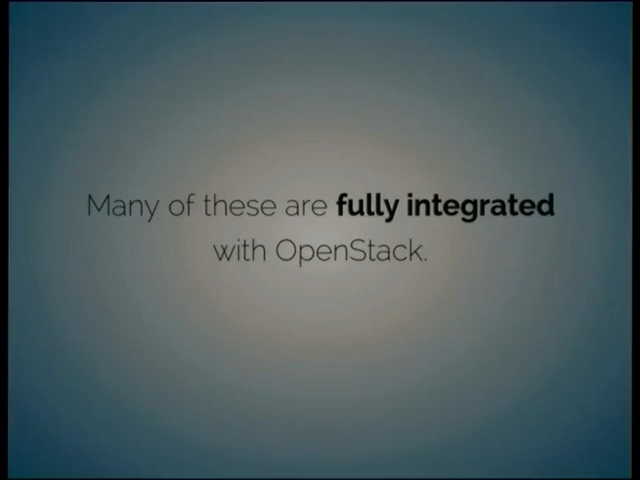 Many of these are fully integrated
with OpenStack.